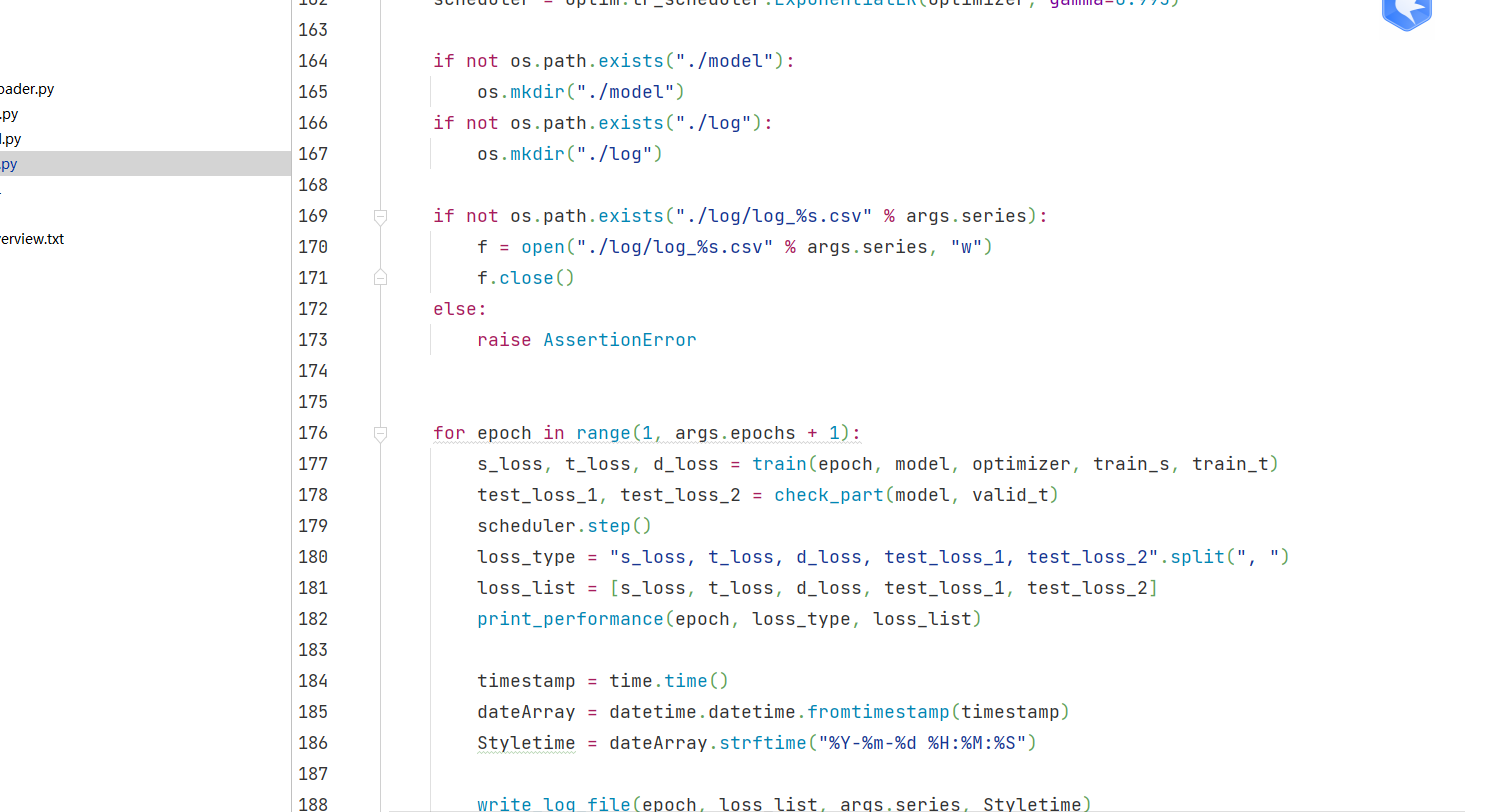 oader.py
.py
l.py
.py
verview.txt
162 scheduler = optim.lr_scheduler.ExponentialLR(optimizer, gamma=0.995)
163
164 if not os.path.exists("./model"):
165 os.mkdir("./model")
166 if not os.path.exists("./log"):
167 os.mkdir("./log")
168
169 if not os.path.exists("./log/log_%s.csv" % args.series):
170 f = open("./log/log_%s.csv" % args.series, "w")
171 f.close()
172 else:
173 raise AssertionError
174
175
176 for epoch in range(1, args.epochs + 1):
177 s_loss, t_loss, d_loss = train(epoch, model, optimizer, train_s, train_t)
178 test_loss_1, test_loss_2 = check_part(model, valid_t)
179 scheduler.step()
180 loss_type = "s_loss, t_loss, d_loss, test_loss_1, test_loss_2".split(", ")
181 loss_list = [s_loss, t_loss, d_loss, test_loss_1, test_loss_2]
182 print_performance(epoch, loss_type, loss_list)
183
184 timestamp = time.time()
185 dateArray = datetime.datetime.fromtimestamp(timestamp)
186 Styletime = dateArray.strftime("%Y-%m-%d %H:%M:%S")
187
188 write_log_file(epoch, loss_list, args.series, Styletime)